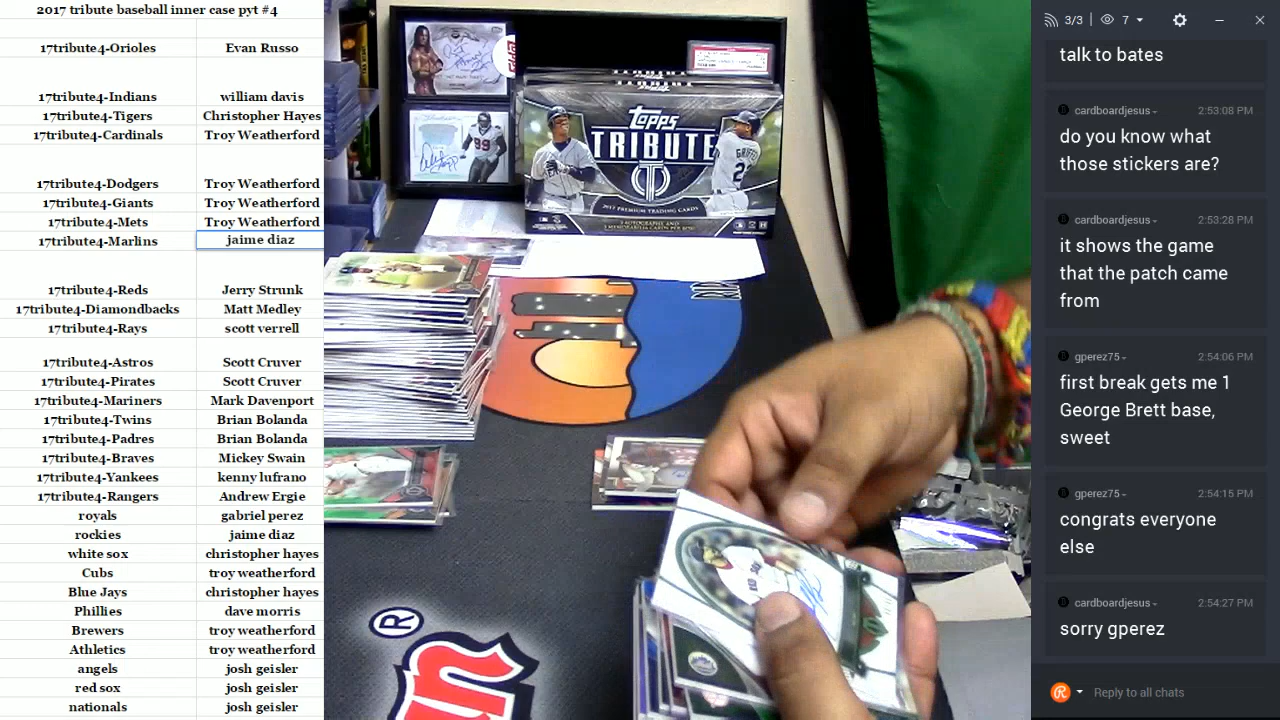 2017 tribute baseball inner case pyt #4
17tribute4-Orioles Evan Russo
17tribute4-Indians william davis
17tribute4-Tigers Christopher Hayes
17tribute4-Cardinals Troy Weatherford
17tribute4-Dodgers Troy Weatherford
17tribute4-Giants Troy Weatherford
17tribute4-Mets Troy Weatherford
17tribute4-Marlins jaime diaz
17tribute4-Reds Jerry Strunk
17tribute4-Diamondbacks Matt Medley
17tribute4-Rays scott verrell
17tribute4-Astros Scott Cruver
17tribute4-Pirates Scott Cruver
17tribute4-Mariners Mark Davenport
17tribute4-Twins Brian Bolanda
17tribute4-Padres Brian Bolanda
17tribute4-Braves Mickey Swain
17tribute4-Yankees kenny lufrano
17tribute4-Rangers Andrew Ergie
royals gabriel perez
rockies jaime diaz
white sox christopher hayes
Cubs troy weatherford
Blue Jays christopher hayes
Phillies dave morris
Brewers troy weatherford
Athletics troy weatherford
angels josh geisler
red sox josh geisler
nationals josh geisler
TOPPS
TRIBUTE
2017 PREMIUM TRADING CARDS
GRIFFEY
99
®
3/3 7
talk to bates
cardboardjesus 2:53:08 PM
do you know what
those stickers are?
cardboardjesus 2:53:28 PM
it shows the game
that the patch came
from
gperez75 2:54:06 PM
first break gets me 1
George Brett base,
sweet
gperez75 2:54:15 PM
congrats everyone
else
cardboardjesus 2:54:27 PM
sorry gperez
Reply to all chats